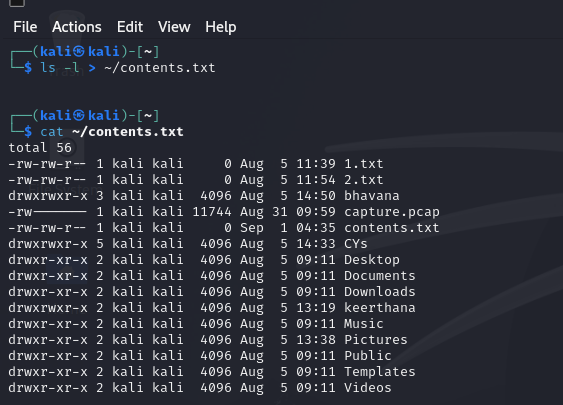 File Actions Edit View Help
┌──(kali㉿kali)-[~]
└─$ ls -l > ~/contents.txt
┌──(kali㉿kali)-[~]
└─$ cat ~/contents.txt
total 56
-rw-rw-r-- 1 kali kali     0 Aug  5 11:39 1.txt
-rw-rw-r-- 1 kali kali     0 Aug  5 11:54 2.txt
drwxrwxr-x 3 kali kali  4096 Aug  5 14:50 bhavana
-rw------- 1 kali kali 11744 Aug 31 09:59 capture.pcap
-rw-rw-r-- 1 kali kali     0 Sep  1 04:35 contents.txt
drwxrwxr-x 5 kali kali  4096 Aug  5 14:33 CYs
drwxr-xr-x 2 kali kali  4096 Aug  5 09:11 Desktop
drwxr-xr-x 2 kali kali  4096 Aug  5 09:11 Documents
drwxr-xr-x 2 kali kali  4096 Aug  5 09:11 Downloads
drwxrwxr-x 2 kali kali  4096 Aug  5 13:19 keerthana
drwxr-xr-x 2 kali kali  4096 Aug  5 09:11 Music
drwxr-xr-x 2 kali kali  4096 Aug  5 13:38 Pictures
drwxr-xr-x 2 kali kali  4096 Aug  5 09:11 Public
drwxr-xr-x 2 kali kali  4096 Aug  5 09:11 Templates
drwxr-xr-x 2 kali kali  4096 Aug  5 09:11 Videos